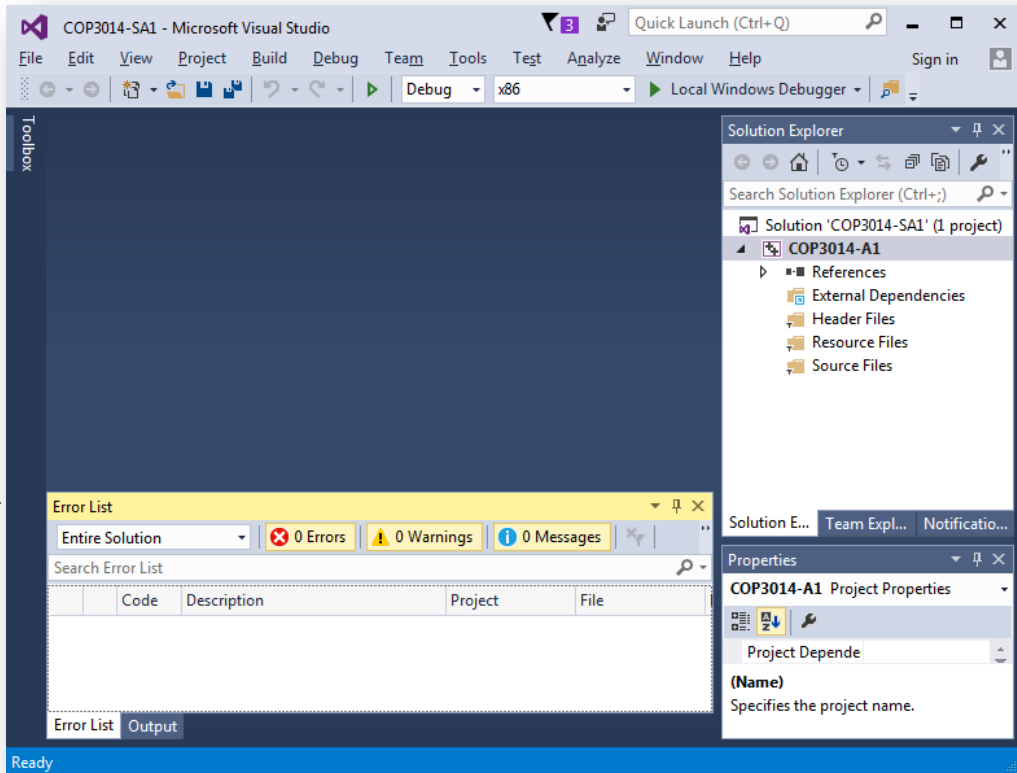 COP3014-SA1 - Microsoft Visual Studio
3
Quick Launch (Ctrl+Q)
File Edit View Project Build Debug Team Tools Test Analyze Window Help Sign in
Debug x86 Local Windows Debugger
Toolbox
Solution Explorer
Search Solution Explorer (Ctrl+;)
Solution 'COP3014-SA1' (1 project)
COP3014-A1
References
External Dependencies
Header Files
Resource Files
Source Files
Solution E... Team Expl... Notificatio...
Error List
Entire Solution 0 Errors 0 Warnings 0 Messages
Search Error List
Code Description Project File
Error List Output
Properties
COP3014-A1 Project Properties
Project Depende
(Name)
Specifies the project name.
Ready